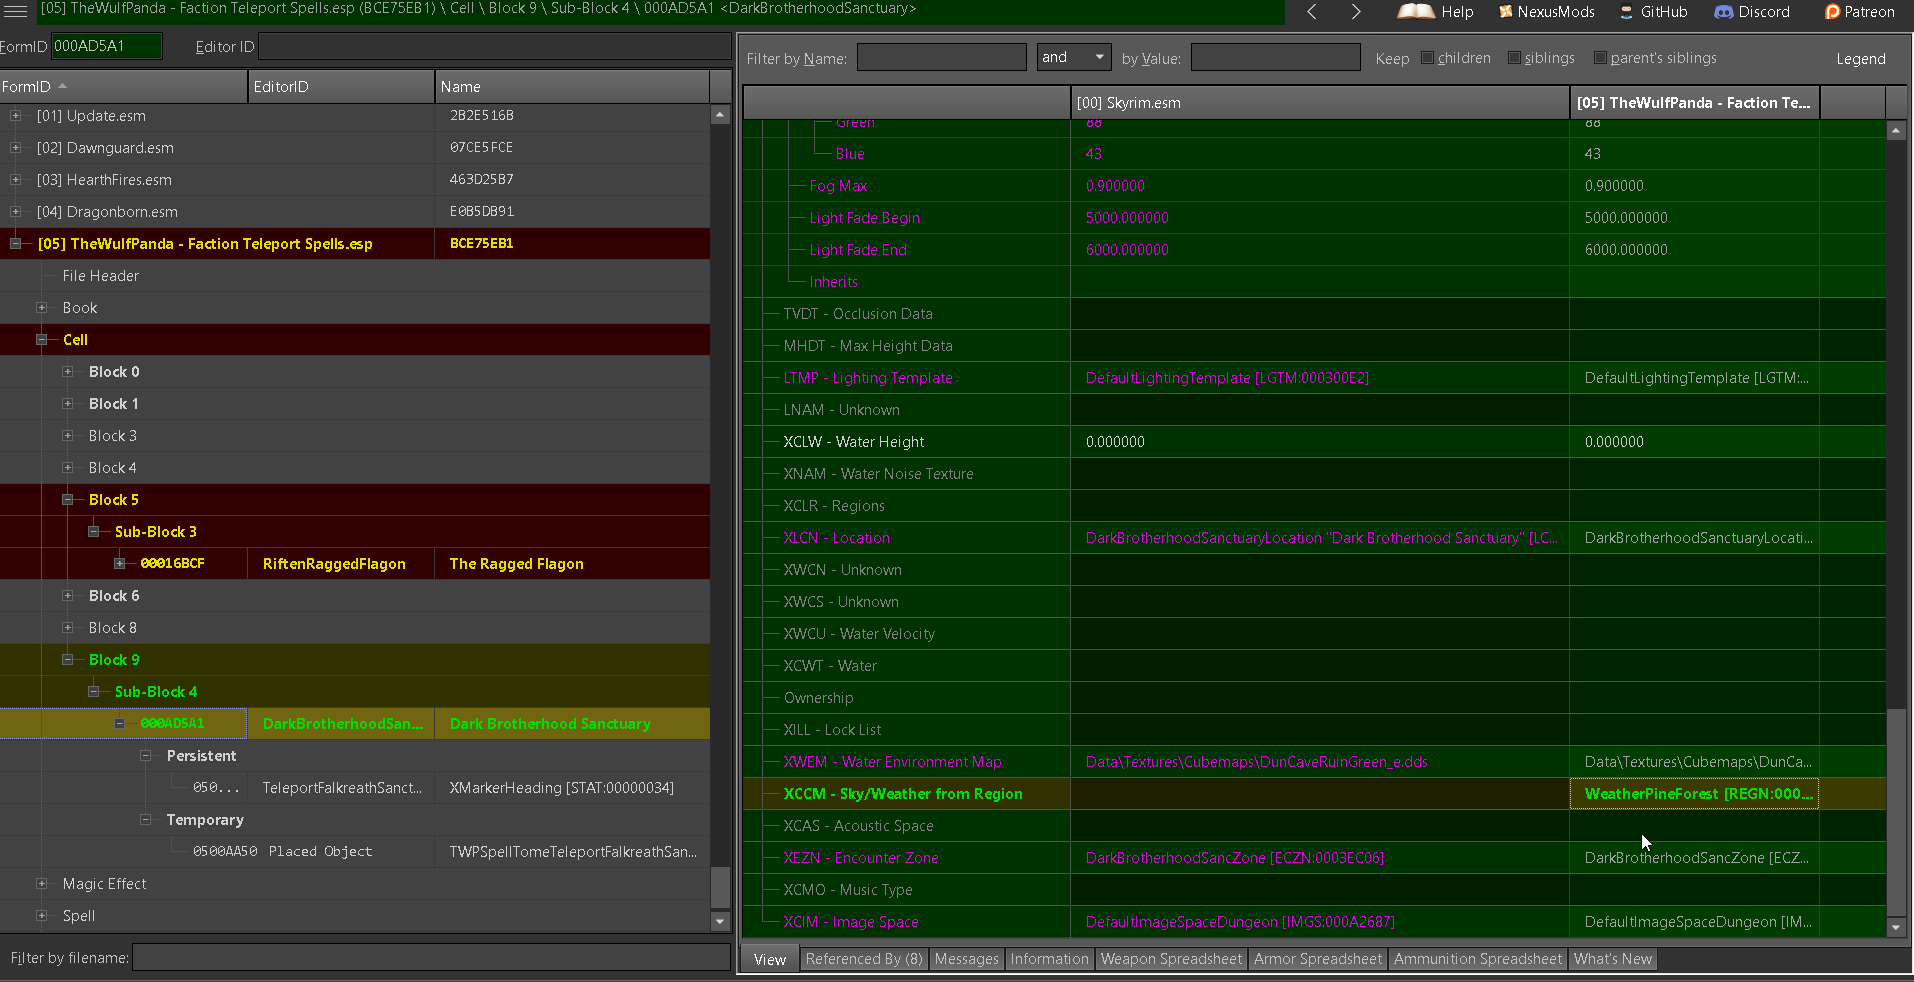 [05] TheWulfPanda - Faction Teleport Spells.esp (BCE75EB1) \ Cell \ Block 9 \ Sub-Block 4 \ 000AD5A1 <DarkBrotherhoodSanctuary>
Help NexusMods GitHub Discord Patreon
FormID 000AD5A1 Editor ID
FormID EditorID Name
[01] Update.esm 2B2E516B
[02] Dawnguard.esm 07CE5FCE
[03] HearthFires.esm 463D25B7
[04] Dragonborn.esm E0B5DB91
[05] TheWulfPanda - Faction Teleport Spells.esp BCE75EB1
File Header
Book
Cell
Block 0
Block 1
Block 3
Block 4
Block 5
Sub-Block 3
00016BCF RiftenRaggedFlagon The Ragged Flagon
Block 6
Block 8
Block 9
Sub-Block 4
000AD5A1 DarkBrotherhoodSan... Dark Brotherhood Sanctuary
Persistent
050... TeleportFalkreathSanct... XMarkerHeading [STAT:00000034]
Temporary
0500AA50 Placed Object TWPSpellTomeTeleportFalkreathSan...
Magic Effect
Spell
Filter by filename:
Filter by Name: and by Value: Keep children siblings parent's siblings Legend
[00] Skyrim.esm [05] TheWulfPanda - Faction Te...
Green 88 88
Blue 43 43
Fog Max 0.900000 0.900000
Light Fade Begin 5000.000000 5000.000000
Light Fade End 6000.000000 6000.000000
Inherits
TVDT - Occlusion Data
MHDT - Max Height Data
LTMP - Lighting Template DefaultLightingTemplate [LGTM:000300E2] DefaultLightingTemplate [LGTM:...
LNAM - Unknown
XCLW - Water Height 0.000000 0.000000
XNAM - Water Noise Texture
XCLR - Regions
XLCN - Location DarkBrotherhoodSanctuaryLocation "Dark Brotherhood Sanctuary" [LC... DarkBrotherhoodSanctuaryLocati...
XWCN - Unknown
XWCS - Unknown
XWCU - Water Velocity
XCWT - Water
Ownership
XILL - Lock List
XWEM - Water Environment Map Data\Textures\Cubemaps\DunCaveRuinGreen_e.dds Data\Textures\Cubemaps\DunCa...
XCCM - Sky/Weather from Region WeatherPineForest [REGN:000...
XCAS - Acoustic Space
XEZN - Encounter Zone DarkBrotherhoodSancZone [ECZN:0003EC06] DarkBrotherhoodSancZone [ECZ...
XCMO - Music Type
XCIM - Image Space DefaultImageSpaceDungeon [IMGS:000A2687] DefaultImageSpaceDungeon [IM...
View Referenced By (8) Messages Information Weapon Spreadsheet Armor Spreadsheet Ammunition Spreadsheet What's New